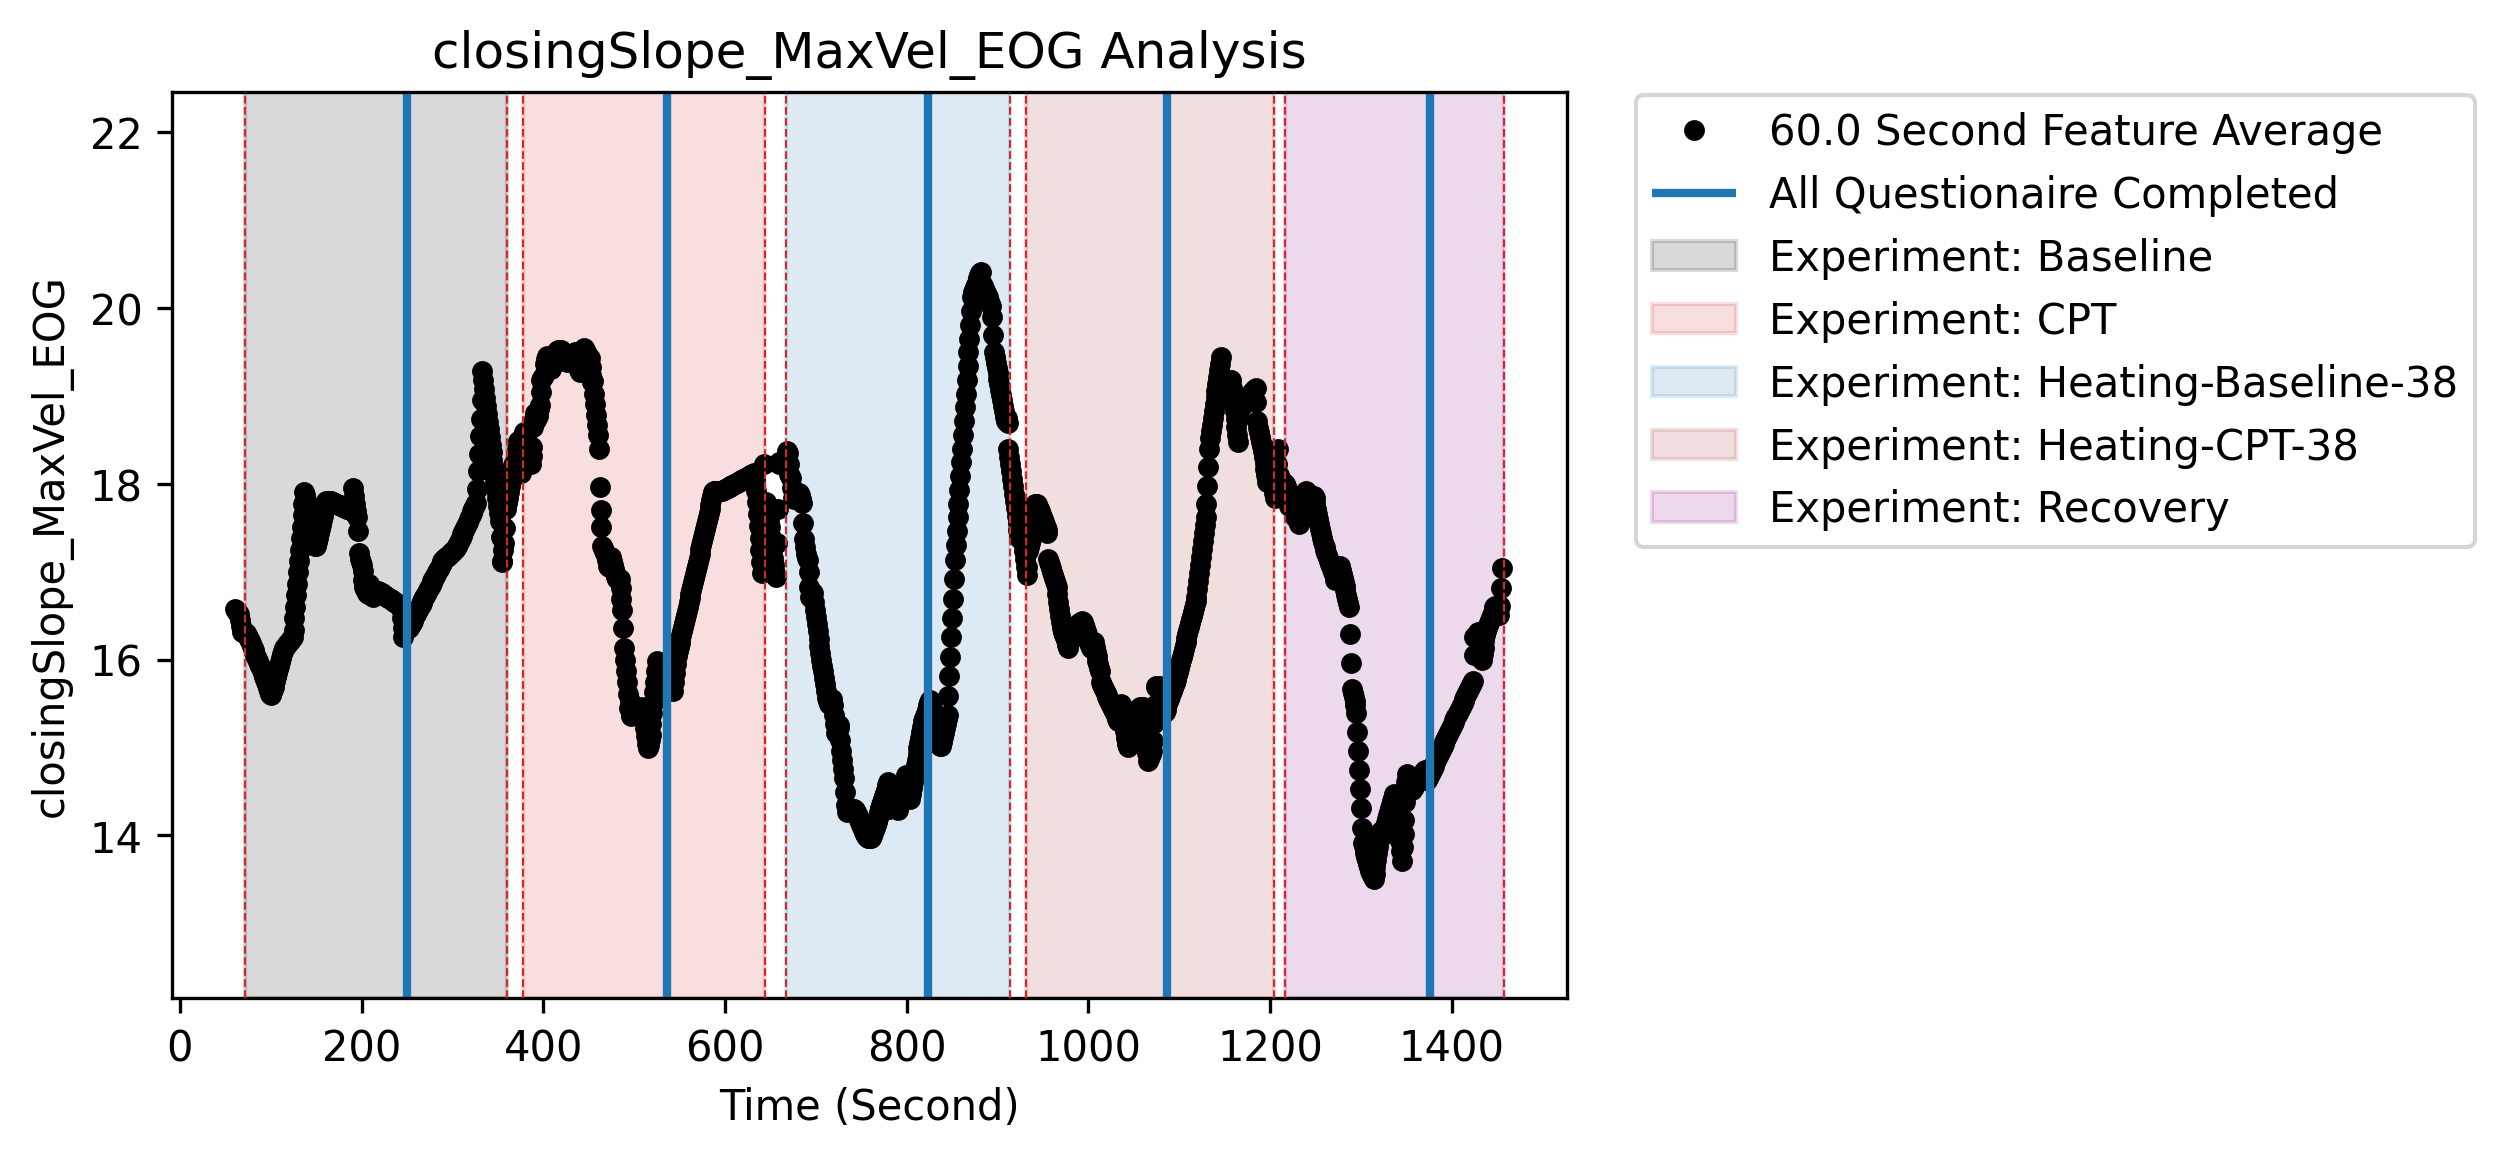 closingSlope_MaxVel_EOG Analysis
closingSlope_MaxVel_EOG
22
20
18
16
14
0 200 400 600 800 1000 1200 1400
Time (Second)
60.0 Second Feature Average
All Questionaire Completed
Experiment: Baseline
Experiment: CPT
Experiment: Heating-Baseline-38
Experiment: Heating-CPT-38
Experiment: Recovery